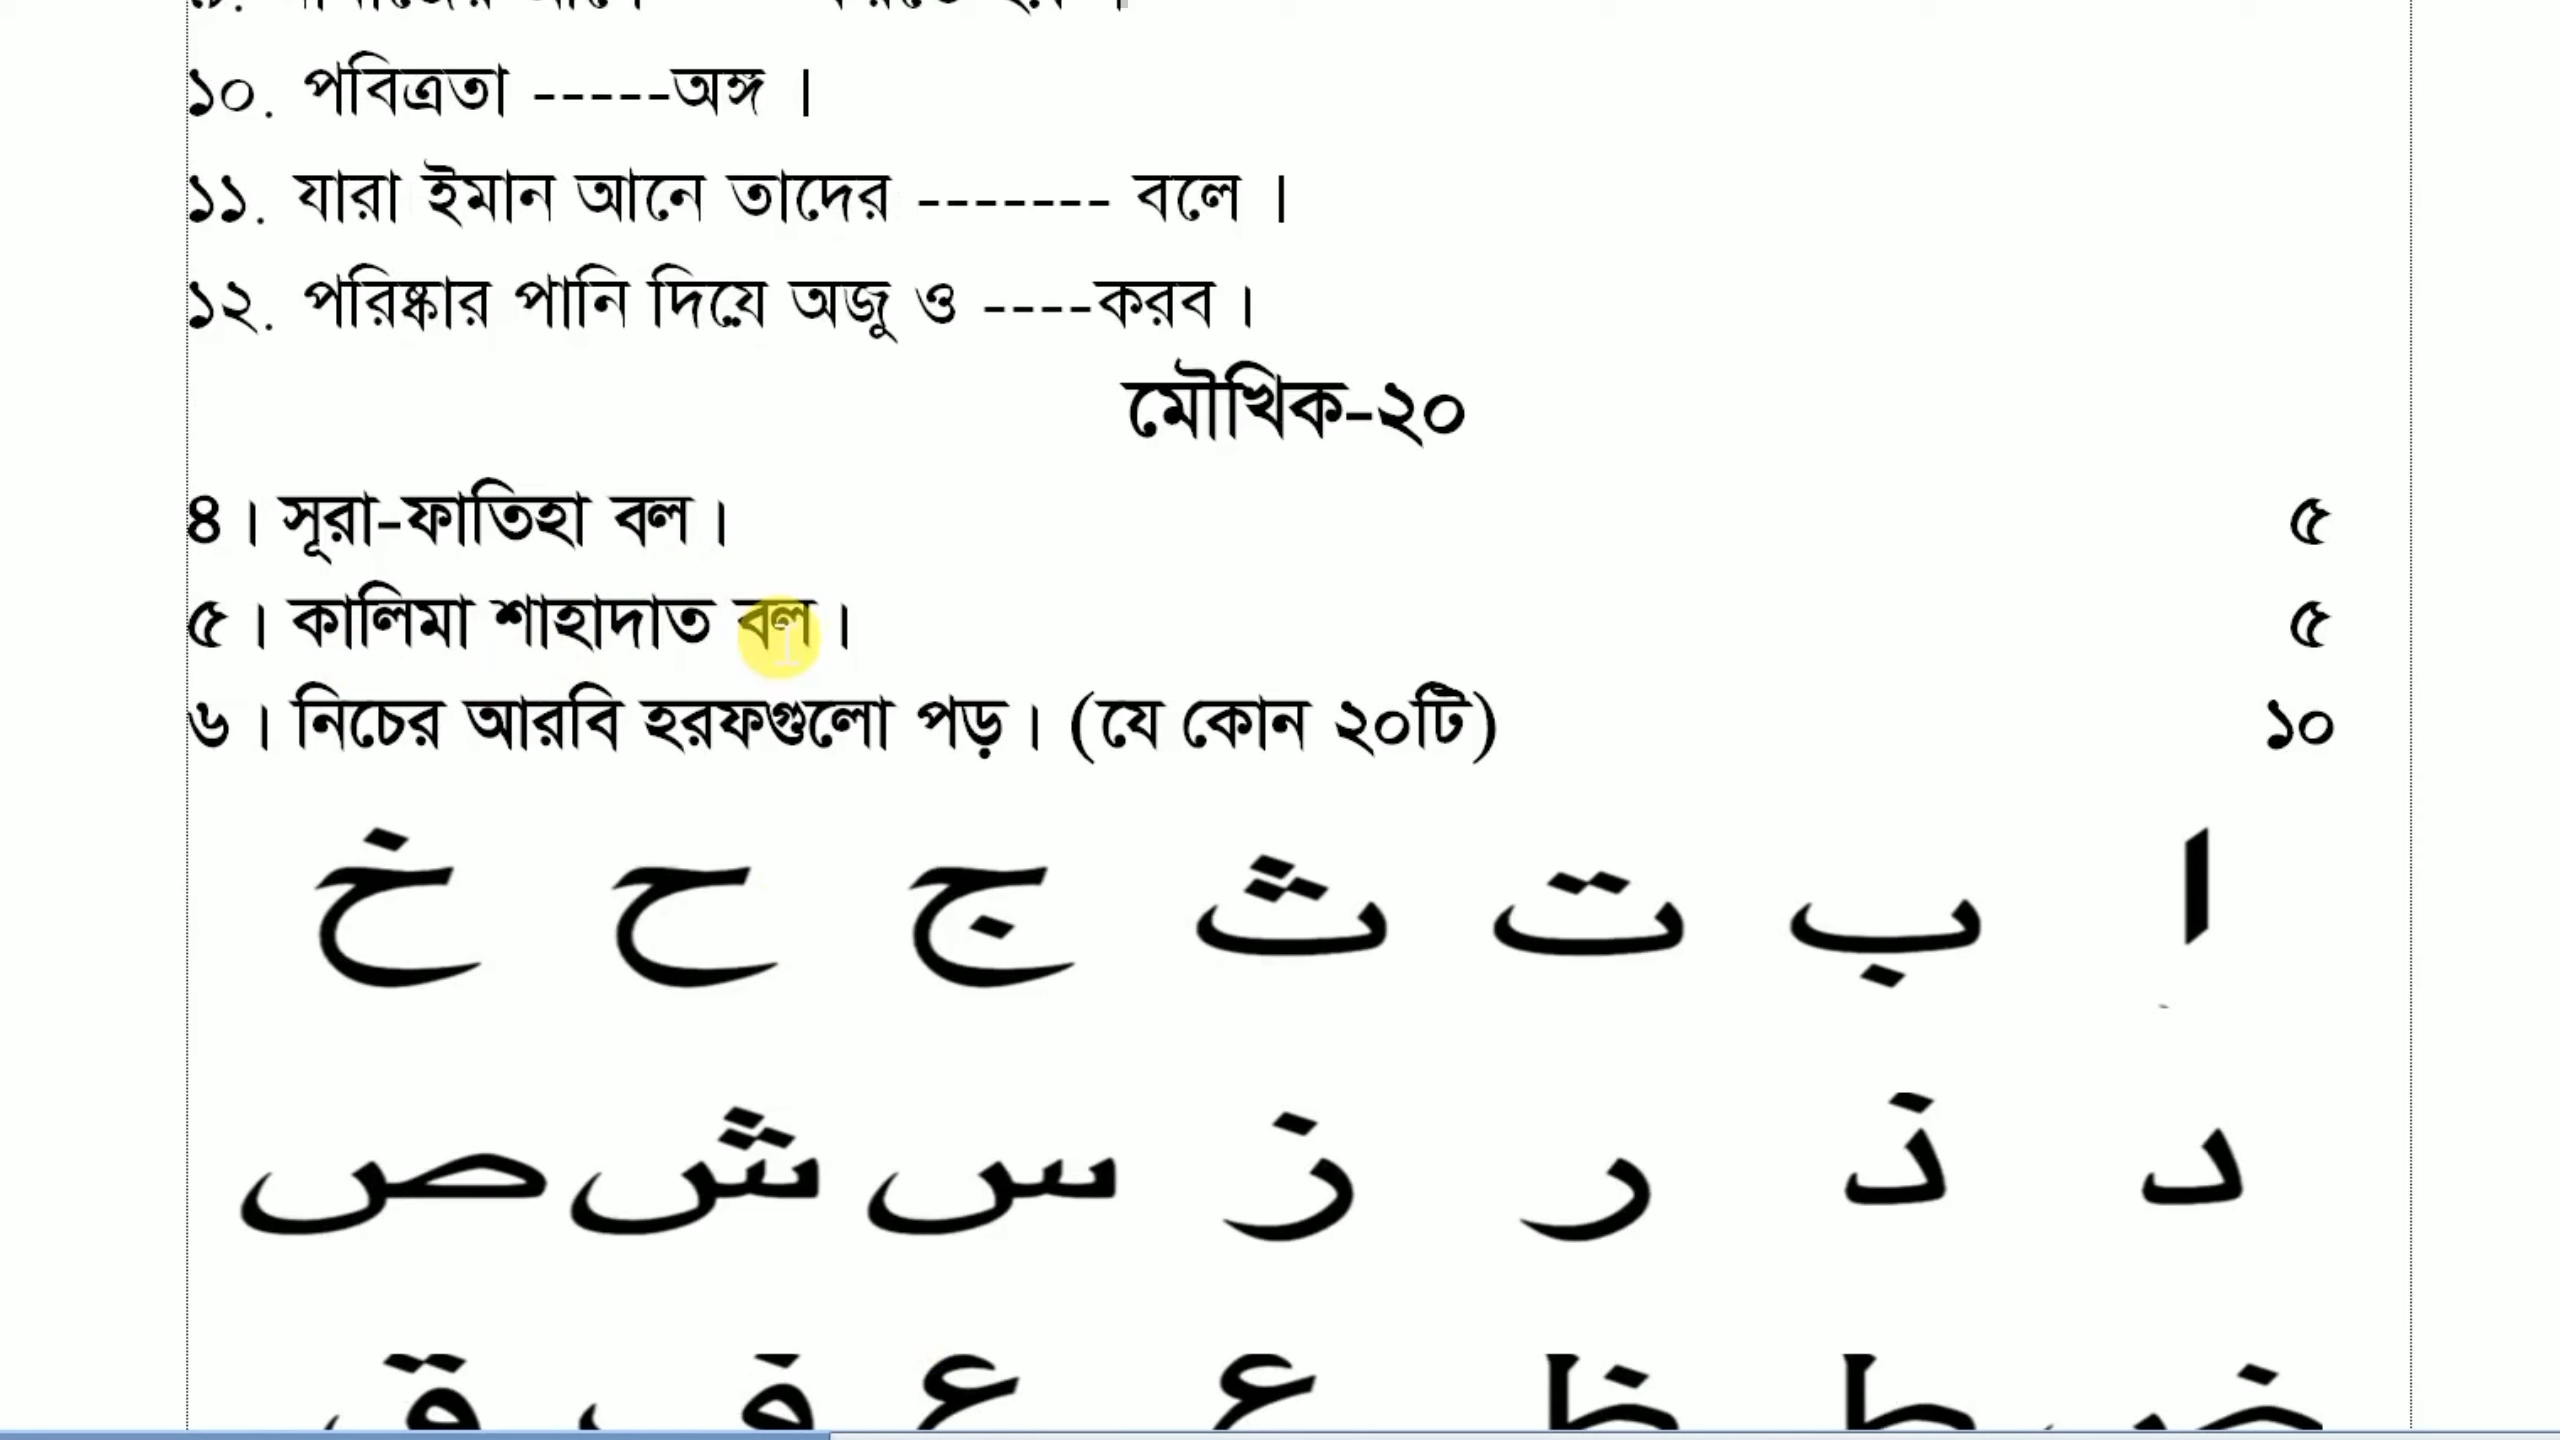 ১০. পবিত্রতা -----অঙ্গ ।
১১. যারা ইমান আনে তাদের ------- বলে ।
১২. পরিষ্কার পানি দিয়ে অজু ও ----করব ।
মৌখিক-২০
৪। সূরা-ফাতিহা বল। ৫
৫। কালিমা শাহাদাত বল। ৫
৬। নিচের আরবি হরফগুলো পড়। (যে কোন ২০টি) ১০
ا ب ت ث ج ح خ
د ذ ر ز س ش ص
ض ط ظ ع